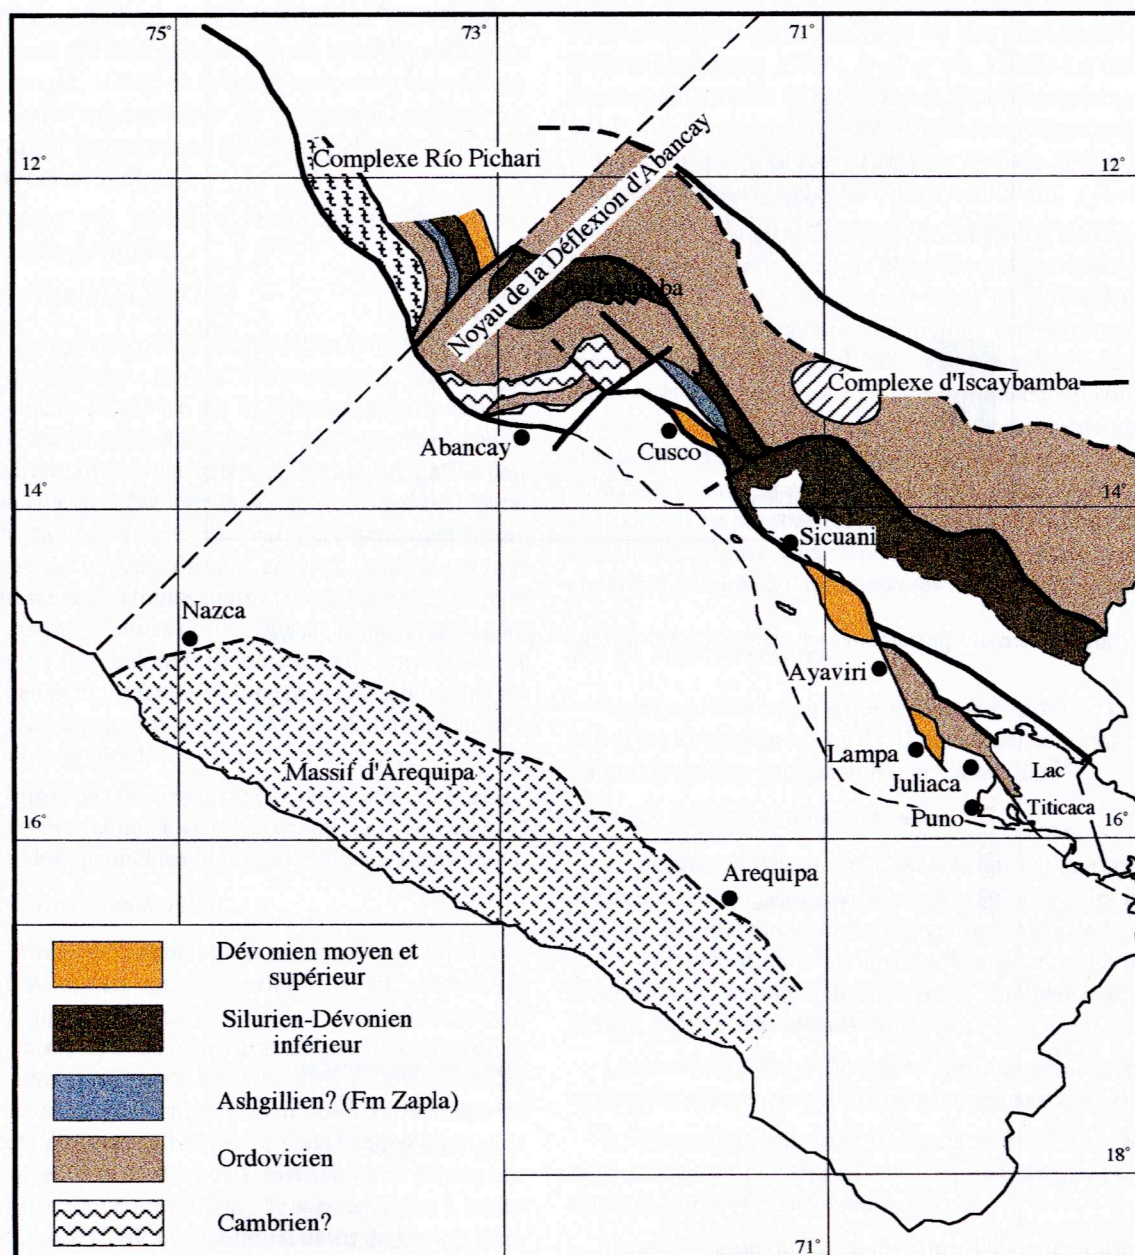 75°
73°
71°
12°
Complexe Río Pichari
Noyau de la Déflexion d'Abancay
12°
Complexe d'Iscaybamba
Abancay
Cusco
14°
14°
Sicuani
Nazca
Ayaviri
Lampa
Lac
Juliaca
Titicaca
Massif d'Arequipa
Puno
16°
16°
Arequipa
Dévonien moyen et
supérieur
Silurien-Dévonien
inférieur
Ashgillien? (Fm Zapla)
Ordovicien
18°
Cambrien?
71°